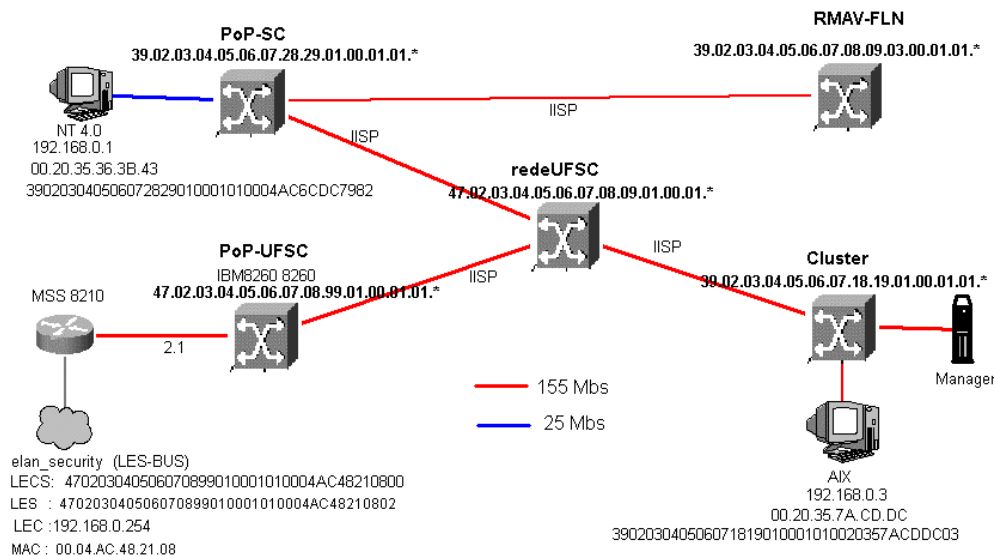 PoP-SC
39.02.03.04.05.06.07.28.29.01.00.01.01.*
RMAV-FLN
39.02.03.04.05.06.07.08.09.03.00.01.01.*
IISP
NT 4.0
192.168.0.1
00.20.35.36.3B.43
390203040506072829010001010004AC6CDC7982
IISP
redeUFSC
47.02.03.04.05.06.07.08.09.01.00.01.*
PoP-UFSC
IBM8260 8260
47.02.03.04.05.06.07.08.99.01.00.01.01.*
IISP
IISP
Cluster
39.02.03.04.05.06.07.18.19.01.00.01.01.*
MSS 8210
2.1
Manager
155 Mbs
25 Mbs
elan_security (LES-BUS)
LECS: 470203040506070899010001010004AC48210800
LES : 470203040506070899010001010004AC48210802
LEC :192.168.0.254
MAC : 00.04.AC.48.21.08
AIX
192.168.0.3
00.20.35.7A.CD.DC
390203040506071819010001010020357ACDDC03